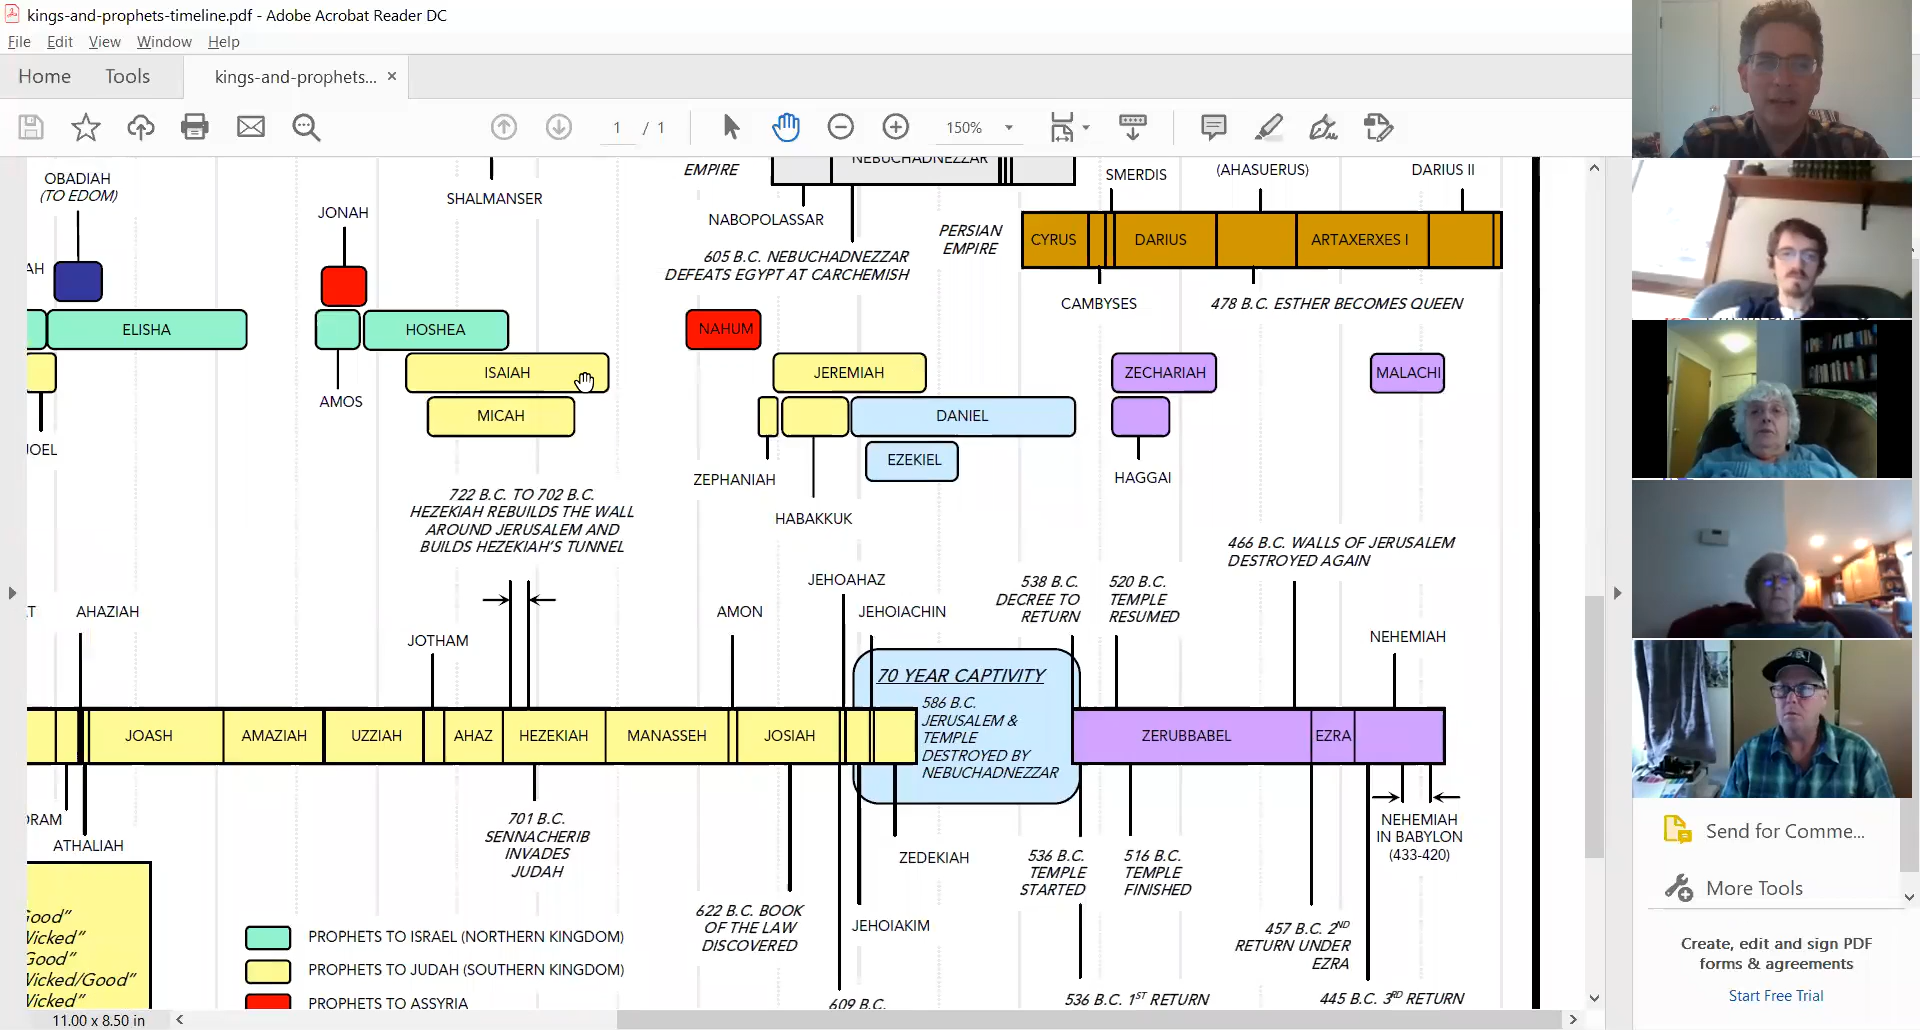 kings-and-prophets-timeline.pdf - Adobe Acrobat Reader DC
File Edit View Window Help
Home Tools kings-and-prophets... ×
1 / 1 150%
OBADIAH
(TO EDOM)
JONAH
SHALMANSER
EMPIRE
NEBUCHADNEZZAR
NABOPOLASSAR
605 B.C. NEBUCHADNEZZAR
DEFEATS EGYPT AT CARCHEMISH
SMERDIS
(AHASUERUS)
DARIUS II
PERSIAN
EMPIRE
CYRUS
DARIUS
ARTAXERXES I
CAMBYSES
478 B.C. ESTHER BECOMES QUEEN
AH
ELISHA
HOSHEA
NAHUM
ISAIAH
JEREMIAH
ZECHARIAH
MALACHI
AMOS
MICAH
DANIEL
JOEL
EZEKIEL
ZEPHANIAH
HAGGAI
HABAKKUK
722 B.C. TO 702 B.C.
HEZEKIAH REBUILDS THE WALL
AROUND JERUSALEM AND
BUILDS HEZEKIAH'S TUNNEL
466 B.C. WALLS OF JERUSALEM
DESTROYED AGAIN
JEHOAHAZ
538 B.C.
DECREE TO
RETURN
520 B.C.
TEMPLE
RESUMED
AT
AHAZIAH
AMON
JEHOIACHIN
JOTHAM
NEHEMIAH
70 YEAR CAPTIVITY
586 B.C.
JERUSALEM &
TEMPLE
DESTROYED BY
NEBUCHADNEZZAR
JOASH
AMAZIAH
UZZIAH
AHAZ
HEZEKIAH
MANASSEH
JOSIAH
ZERUBBABEL
EZRA
ORAM
ATHALIAH
701 B.C.
SENNACHERIB
INVADES
JUDAH
ZEDEKIAH
536 B.C.
TEMPLE
STARTED
516 B.C.
TEMPLE
FINISHED
NEHEMIAH
IN BABYLON
(433-420)
622 B.C. BOOK
OF THE LAW
DISCOVERED
JEHOIAKIM
457 B.C. 2ND
RETURN UNDER
EZRA
609 B.C.
536 B.C. 1ST RETURN
445 B.C. 3RD RETURN
Good"
Wicked"
Good"
Wicked/Good"
Wicked"
PROPHETS TO ISRAEL (NORTHERN KINGDOM)
PROPHETS TO JUDAH (SOUTHERN KINGDOM)
PROPHETS TO ASSYRIA
11.00 x 8.50 in
Send for Comme...
More Tools
Create, edit and sign PDF
forms & agreements
Start Free Trial